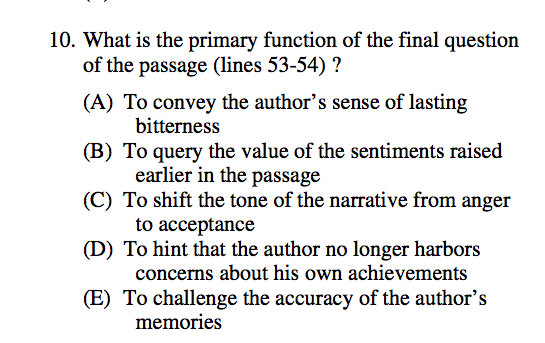 10. What is the primary function of the final question
of the passage (lines 53-54) ?
(A) To convey the author's sense of lasting
bitterness
(B) To query the value of the sentiments raised
earlier in the passage
(C) To shift the tone of the narrative from anger
to acceptance
(D) To hint that the author no longer harbors
concerns about his own achievements
(E) To challenge the accuracy of the author's
memories